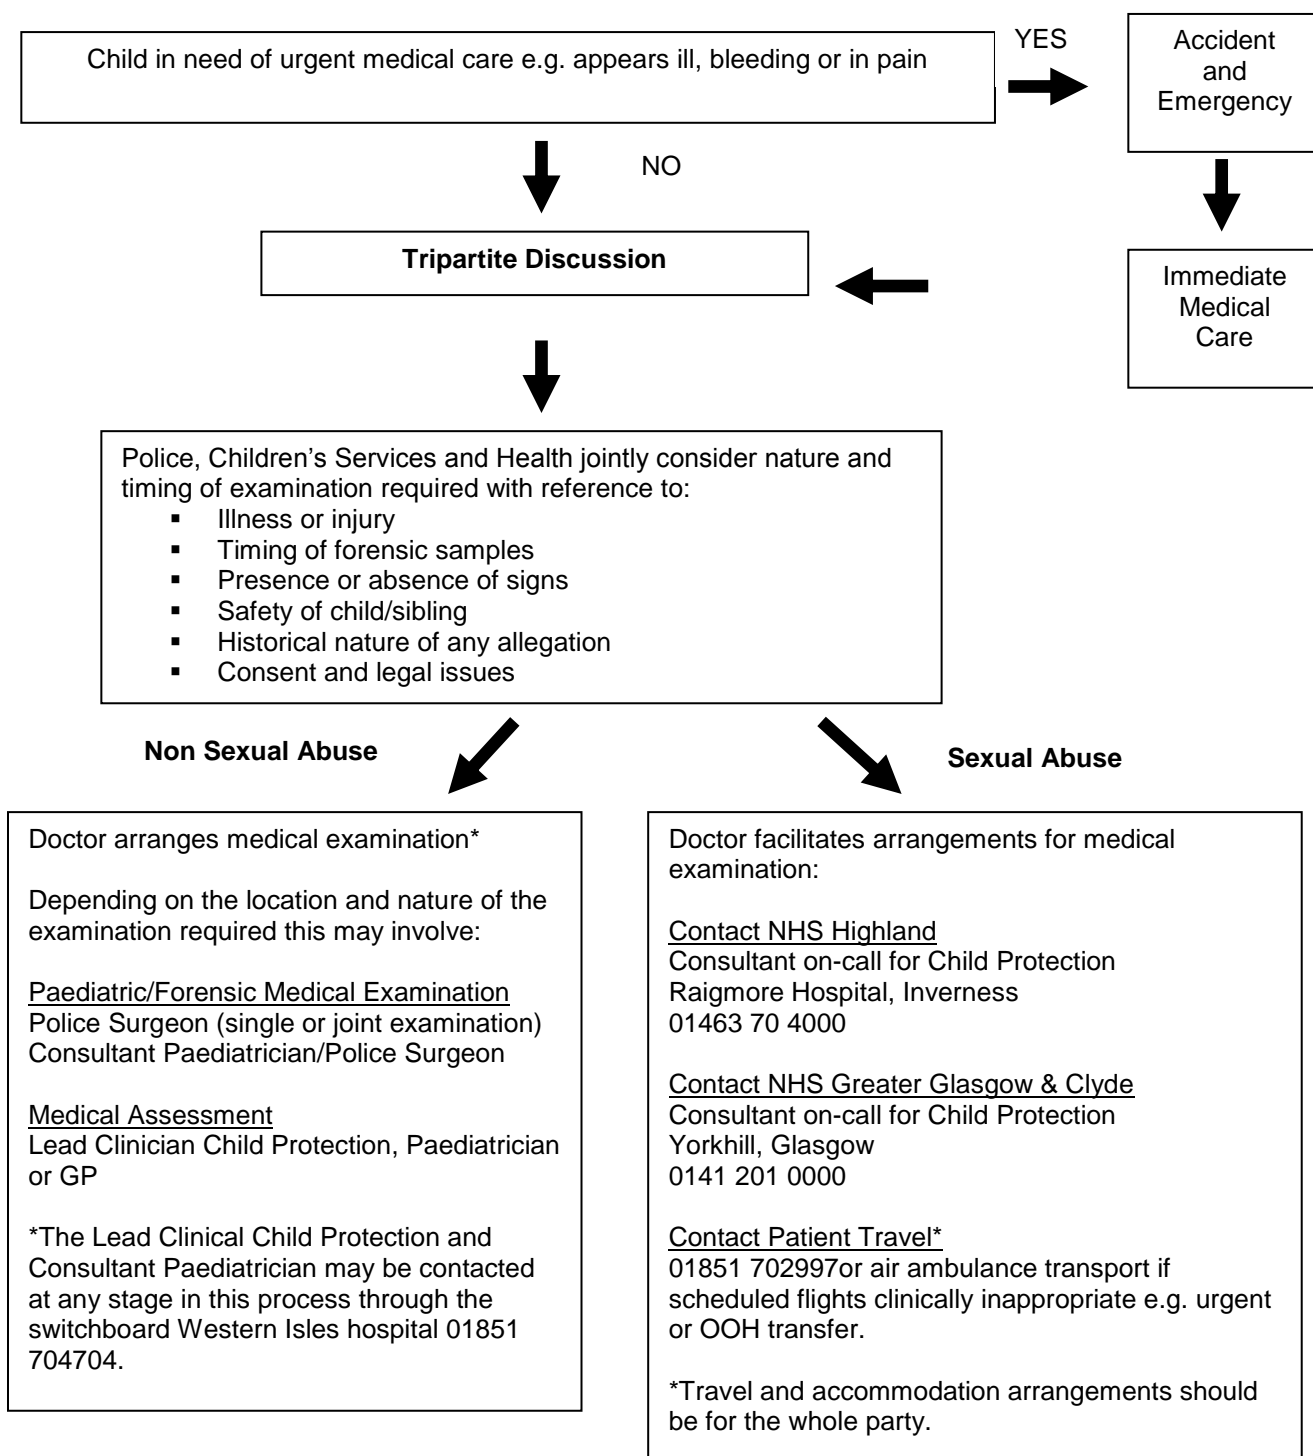 Child in need of urgent medical care e.g. appears ill, bleeding or in pain
YES
Accident
and
Emergency
NO
Tripartite Discussion
Immediate
Medical
Care
Police, Children’s Services and Health jointly consider nature and
timing of examination required with reference to:
▪ Illness or injury
▪ Timing of forensic samples
▪ Presence or absence of signs
▪ Safety of child/sibling
▪ Historical nature of any allegation
▪ Consent and legal issues
Non Sexual Abuse
Sexual Abuse
Doctor arranges medical examination*
Depending on the location and nature of the
examination required this may involve:
Paediatric/Forensic Medical Examination
Police Surgeon (single or joint examination)
Consultant Paediatrician/Police Surgeon
Medical Assessment
Lead Clinician Child Protection, Paediatrician
or GP
*The Lead Clinical Child Protection and
Consultant Paediatrician may be contacted
at any stage in this process through the
switchboard Western Isles hospital 01851
704704.
Doctor facilitates arrangements for medical
examination:
Contact NHS Highland
Consultant on-call for Child Protection
Raigmore Hospital, Inverness
01463 70 4000
Contact NHS Greater Glasgow & Clyde
Consultant on-call for Child Protection
Yorkhill, Glasgow
0141 201 0000
Contact Patient Travel*
01851 702997or air ambulance transport if
scheduled flights clinically inappropriate e.g. urgent
or OOH transfer.
*Travel and accommodation arrangements should
be for the whole party.